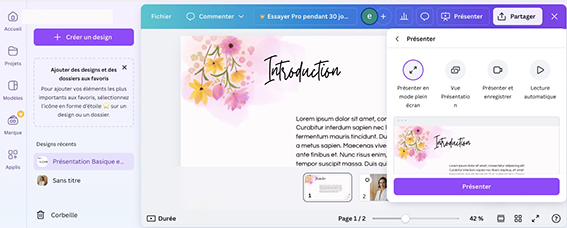 Accueil
Projets
Modèles
Marque
Applis
+ Créer un design
Ajouter des designs et des
dossiers aux favoris
Pour ajouter vos éléments les
plus importants aux favoris,
sélectionnez l'icône en forme d'étoile sur
un design ou un dossier.
Designs récents
Présentation Basique e...
Sans titre
Corbeille
Fichier
Commenter
Essayer Pro pendant 30 jo...
e
+
Présenter
Partager
Introduction
Lorem ipsum dolor sit amet, con
Curabitur interdum sapien nec l
fermentum mauris tincidunt. D
a metus sapien. Maecenas vive
ante finibus et. Nunc risus enim,
tempor suscipit massa. Duis qu
1
2
Durée
Page 1 / 2
42 %
Présenter
Présenter en
mode plein
écran
Vue
Présentatio
n
Présenter et
enregistrer
Lecture
automatique
Introduction
Présenter